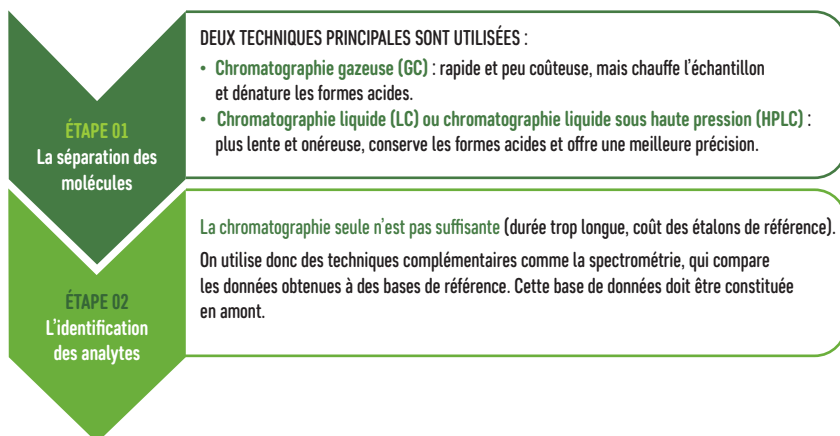 DEUX TECHNIQUES PRINCIPALES SONT UTILISÉES :
• Chromatographie gazeuse (GC) : rapide et peu coûteuse, mais chauffe l’échantillon
et dénature les formes acides.
• Chromatographie liquide (LC) ou chromatographie liquide sous haute pression (HPLC) :
plus lente et onéreuse, conserve les formes acides et offre une meilleure précision.
ÉTAPE 01
La séparation des
molécules
La chromatographie seule n’est pas suffisante (durée trop longue, coût des étalons de référence).
On utilise donc des techniques complémentaires comme la spectrométrie, qui compare
les données obtenues à des bases de référence. Cette base de données doit être constituée
en amont.
ÉTAPE 02
L’identification
des analytes